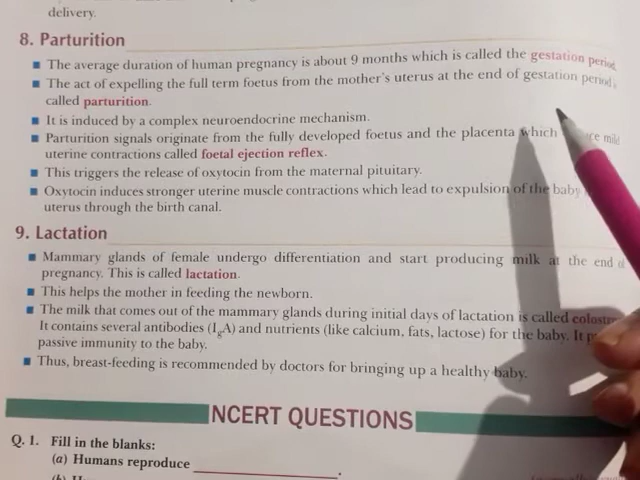 delivery.
8. Parturition
■ The average duration of human pregnancy is about 9 months which is called the gestation period.
■ The act of expelling the full term foetus from the mother's uterus at the end of gestation period,
called parturition.
■ It is induced by a complex neuroendocrine mechanism.
■ Parturition signals originate from the fully developed foetus and the placenta which mild
uterine contractions called foetal ejection reflex.
■ This triggers the release of oxytocin from the maternal pituitary.
■ Oxytocin induces stronger uterine muscle contractions which lead to expulsion of the baby
uterus through the birth canal.
9. Lactation
■ Mammary glands of female undergo differentiation and start producing milk at the end of
pregnancy. This is called lactation.
■ This helps the mother in feeding the newborn.
■ The milk that comes out of the mammary glands during initial days of lactation is called
It contains several antibodies (IgA) and nutrients (like calcium, fats, lactose) for the baby. It
passive immunity to the baby.
■ Thus, breast-feeding is recommended by doctors for bringing up a healthy baby.
NCERT QUESTIONS
Q. 1. Fill in the blanks:
(a) Humans reproduce ____________.